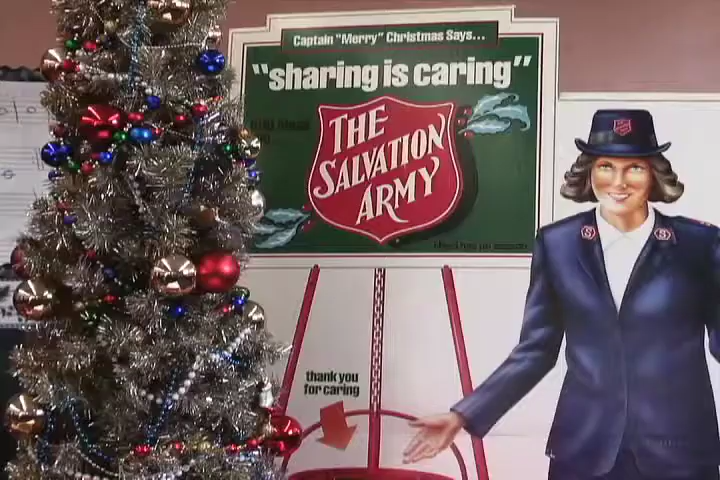 Captain "Merry" Christmas Says...
"sharing is caring"
THE
SALVATION
ARMY
thank you
for caring
S S